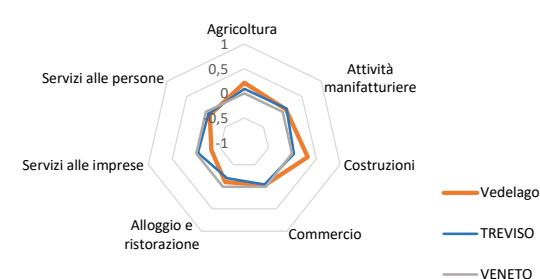 Agricoltura
1
0,5
0
-0,5
-1
Attività
manifatturiere
Costruzioni
Commercio
Alloggio e
ristorazione
Servizi alle imprese
Servizi alle persone
Vedelago
TREVISO
VENETO